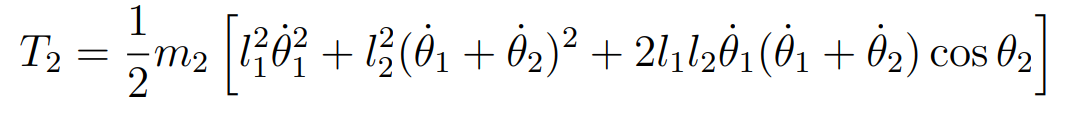 $T_2 = \frac{1}{2} m_2 \left[ l_1^2 \dot{\theta}_1^2 + l_2^2 (\dot{\theta}_1 + \dot{\theta}_2)^2 + 2 l_1 l_2 \dot{\theta}_1 (\dot{\theta}_1 + \dot{\theta}_2) \cos \theta_2 \right]$